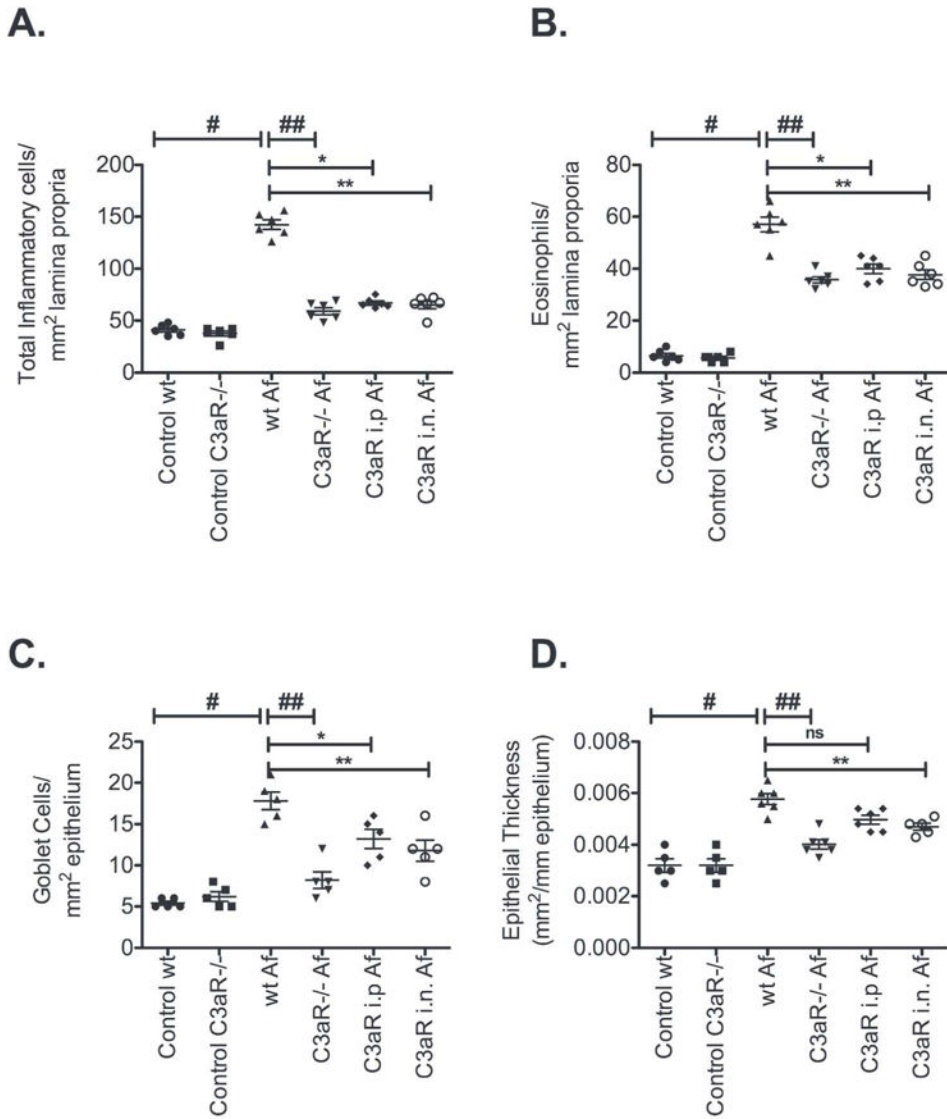 A.
# ##
*
**
Total Inflammatory cells/
mm² lamina propria
200
150
100
50
0
Control wt
Control C3aR-/-
wt Af
C3aR-/- Af
C3aR i.p Af
C3aR i.n. Af
B.
# ##
*
**
Eosinophils/
mm² lamina proporia
80
60
40
20
0
Control wt
Control C3aR-/-
wt Af
C3aR-/- Af
C3aR i.p Af
C3aR i.n. Af
C.
# ##
*
**
Goblet Cells/
mm² epithelium
25
20
15
10
5
0
Control wt
Control C3aR-/-
wt Af
C3aR-/- Af
C3aR i.p Af
C3aR i.n. Af
D.
# ##
ns
**
Epithelial Thickness
(mm²/mm epithelium)
0.008
0.006
0.004
0.002
0.000
Control wt
Control C3aR-/-
wt Af
C3aR-/- Af
C3aR i.p Af
C3aR i.n. Af